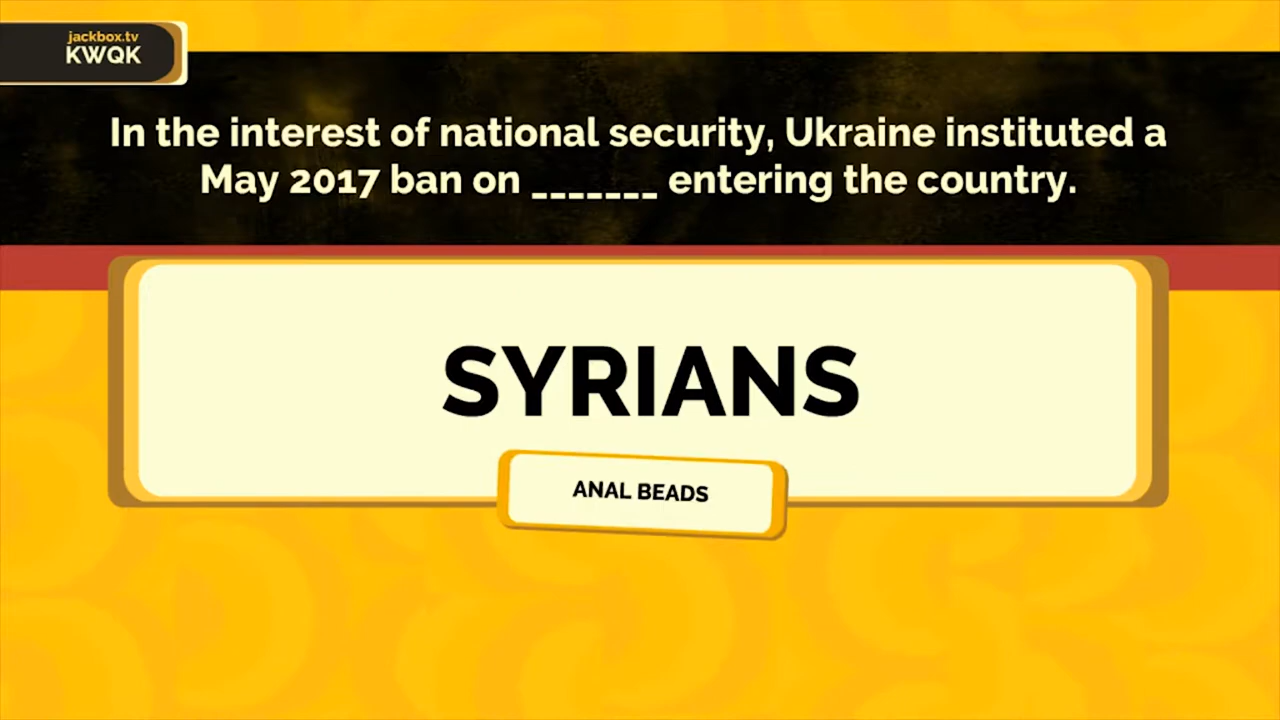 jackbox.tv
KWQK
In the interest of national security, Ukraine instituted a
May 2017 ban on _______ entering the country.
SYRIANS
ANAL BEADS